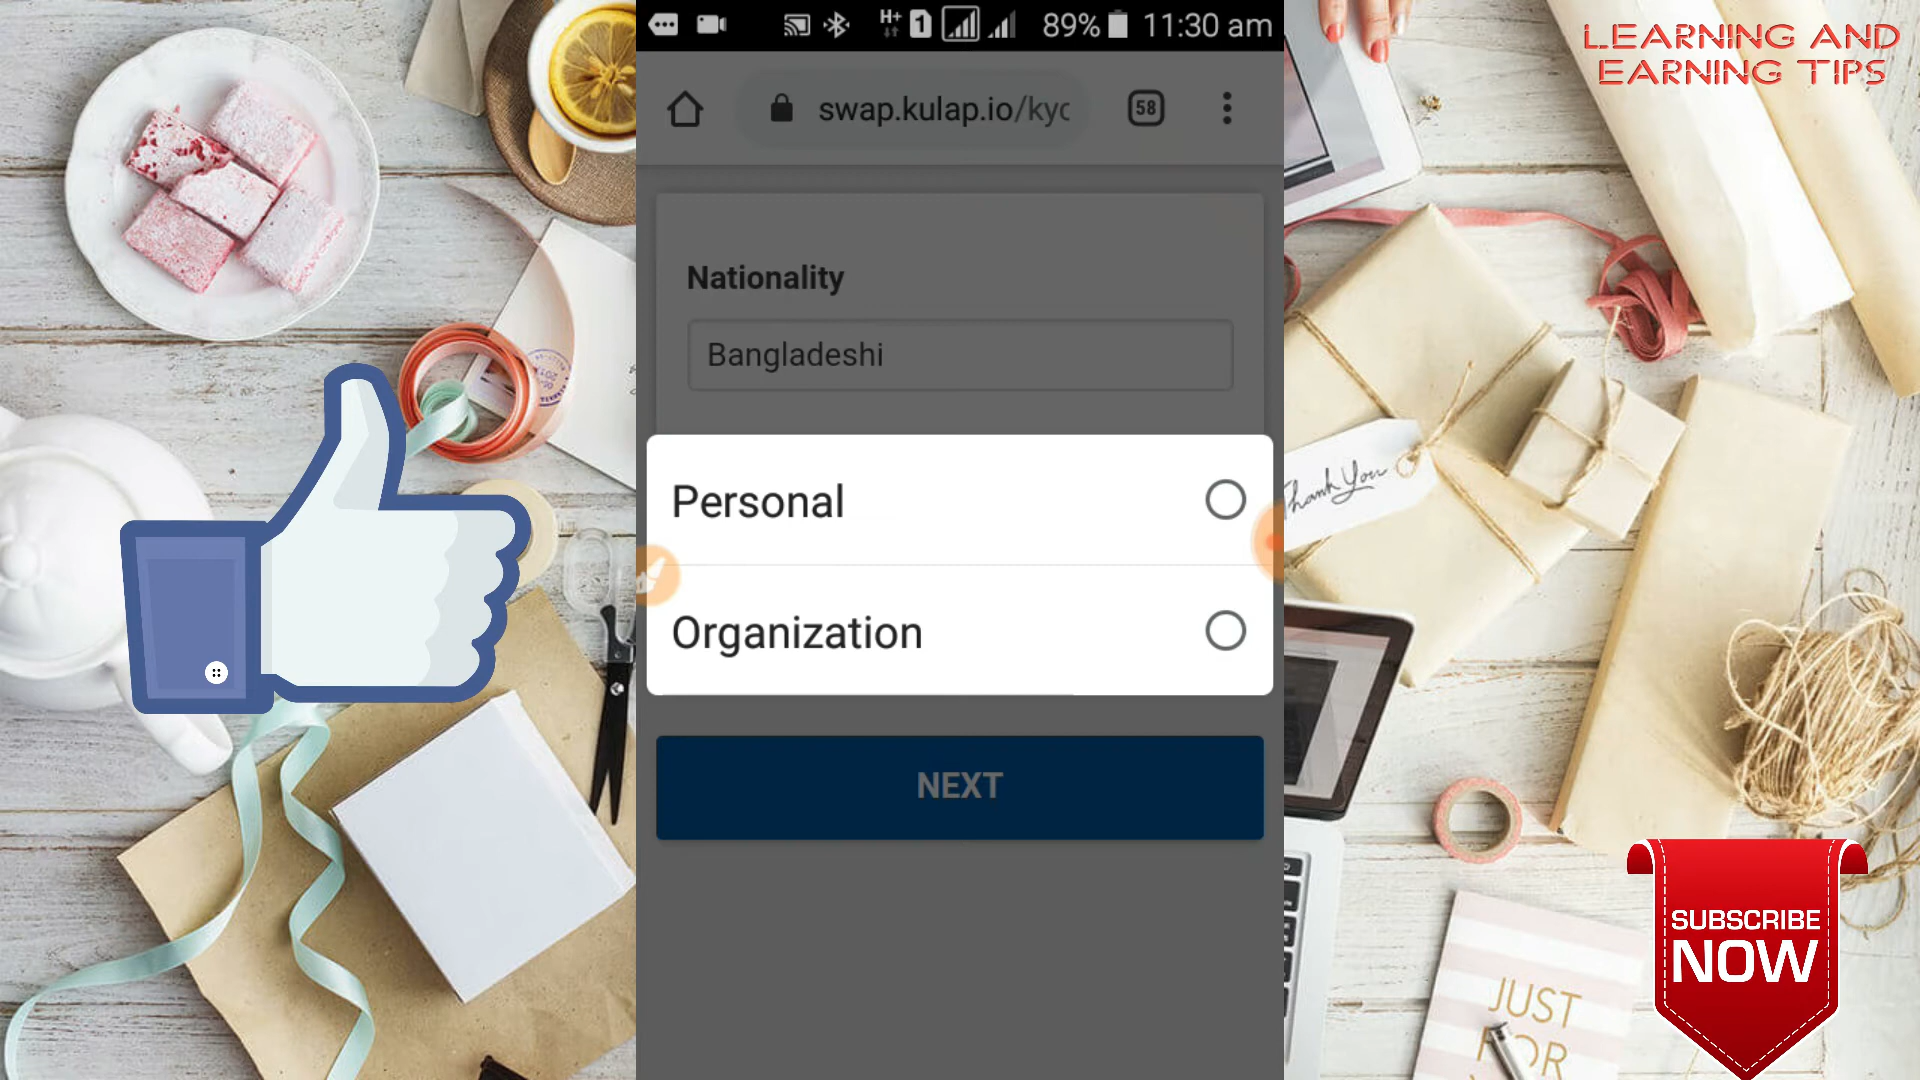 89% 11:30 am
LEARNING AND
EARNING TIPS
swap.kulap.io/kyc
58
Nationality
Bangladeshi
Personal
Organization
NEXT
Thank You
SUBSCRIBE
NOW
JUST
FOR